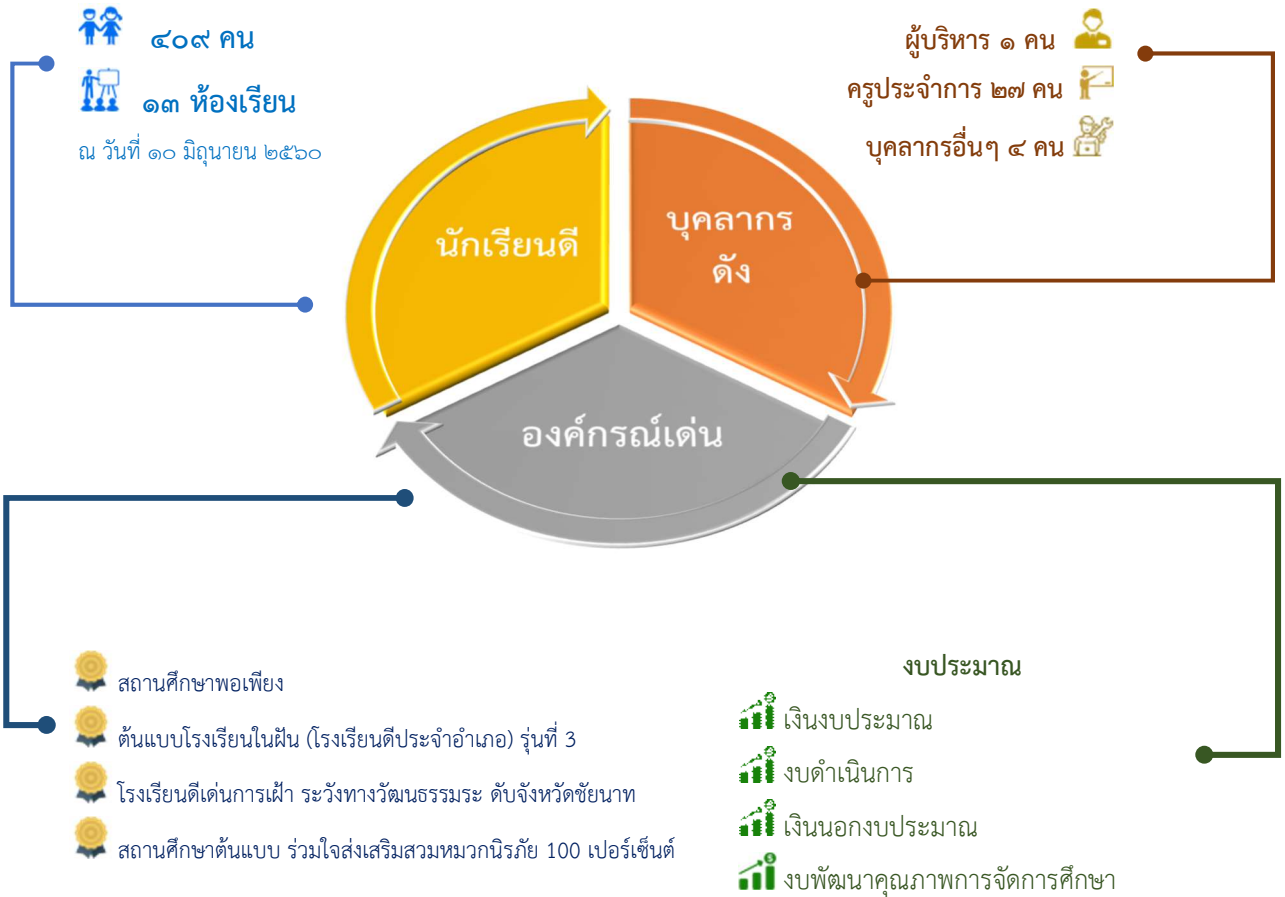 ๔๐๙ คน
๑๓ ห้องเรียน
ณ วันที่ ๑๐ มิถุนายน ๒๕๖๐
ผู้บริหาร ๑ คน
ครูประจำการ ๒๗ คน
บุคลากรอื่นๆ ๔ คน
นักเรียนดี
บุคลากร
ดัง
องค์กรณ์เด่น
สถานศึกษาพอเพียง
ต้นแบบโรงเรียนในฝัน (โรงเรียนดีประจำอำเภอ) รุ่นที่ 3
โรงเรียนดีเด่นการเฝ้า ระวังทางวัฒนธรรมระ ดับจังหวัดชัยนาท
สถานศึกษาต้นแบบ ร่วมใจส่งเสริมสวมหมวกนิรภัย 100 เปอร์เซ็นต์
งบประมาณ
เงินงบประมาณ
งบดำเนินการ
เงินนอกงบประมาณ
งบพัฒนาคุณภาพการจัดการศึกษา